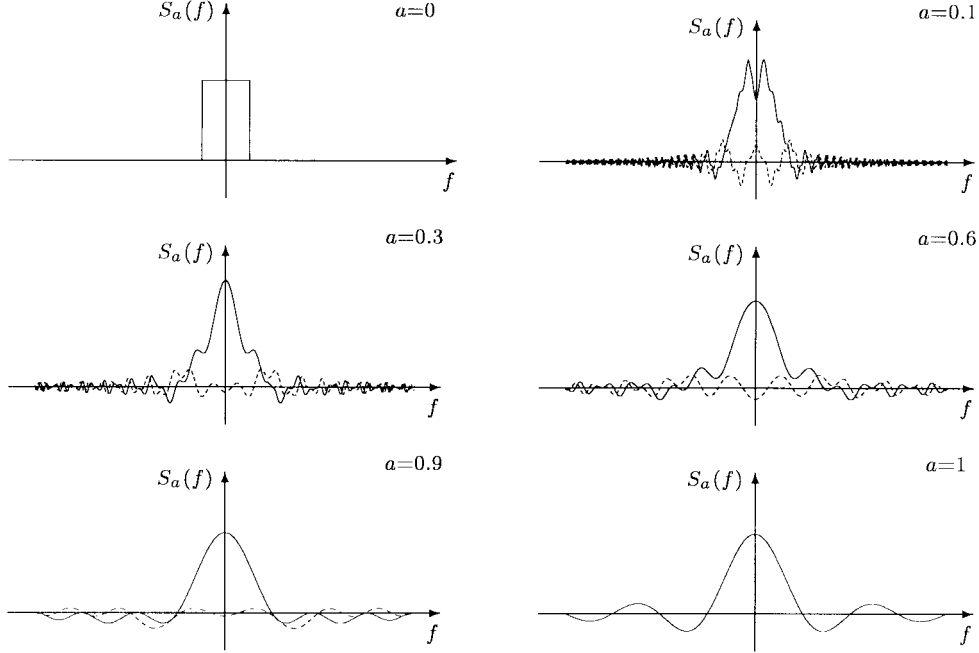 S_a(f)
a=0
f
S_a(f)
a=0.1
f
S_a(f)
a=0.3
f
S_a(f)
a=0.6
f
S_a(f)
a=0.9
f
S_a(f)
a=1
f